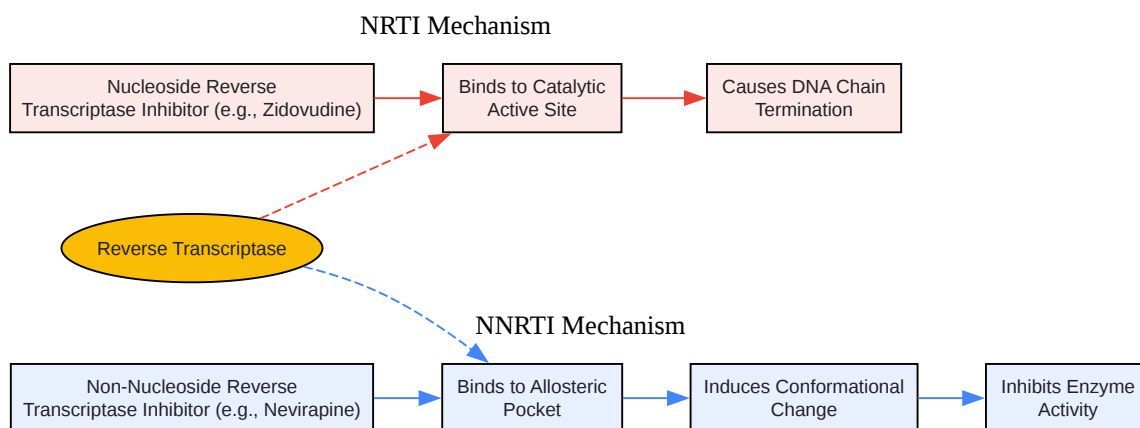 NRTI Mechanism
Nucleoside Reverse
Transcriptase Inhibitor (e.g., Zidovudine)
Binds to Catalytic
Active Site
Causes DNA Chain
Termination
Reverse Transcriptase
NNRTI Mechanism
Non-Nucleoside Reverse
Transcriptase Inhibitor (e.g., Nevirapine)
Binds to Allosteric
Pocket
Induces Conformational
Change
Inhibits Enzyme
Activity